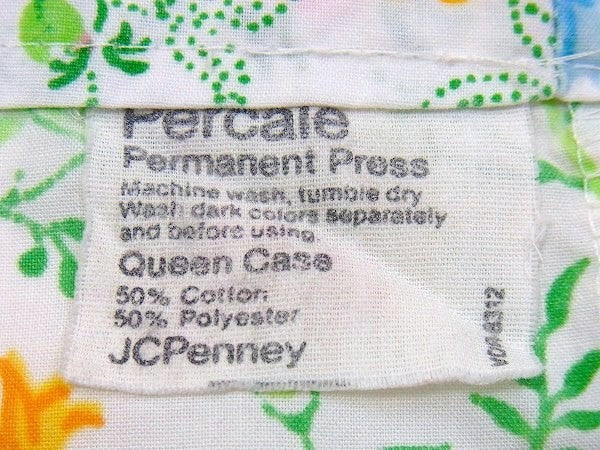 Percale
Permanent Press
Machine wash, tumble dry
Wash dark colors separately
and before using.
Queen Case
50% Cotton
50% Polyester
JCPenney